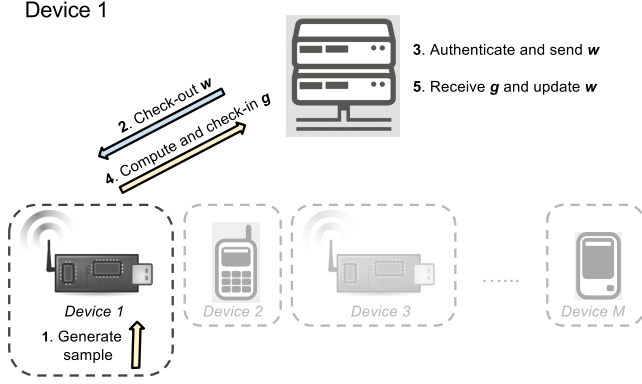 Device 1
3. Authenticate and send w
5. Receive g and update w
2. Check-out w
4. Compute and check-in g
Device 1
Device 2
Device 3
......
Device M
1. Generate
sample